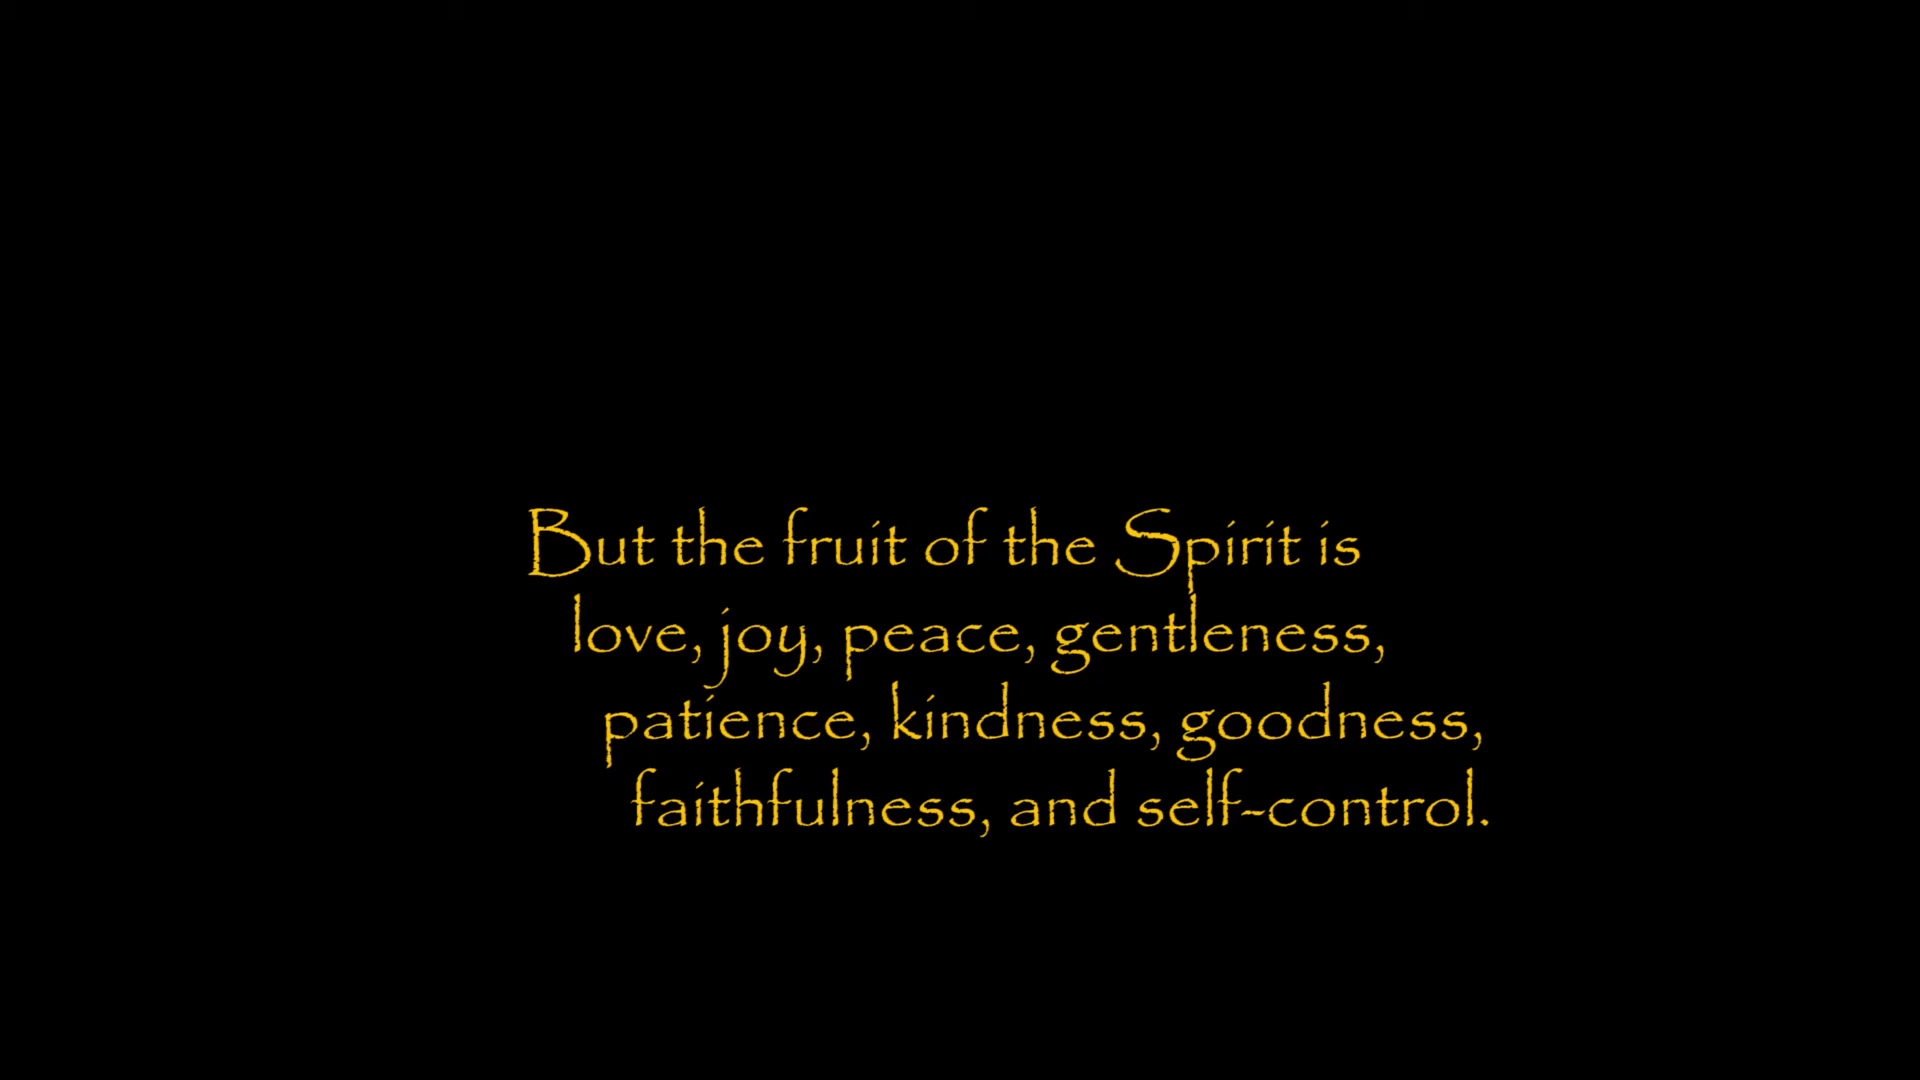 But the fruit of the Spirit is
love, joy, peace, gentleness,
patience, kindness, goodness,
faithfulness, and self-control.